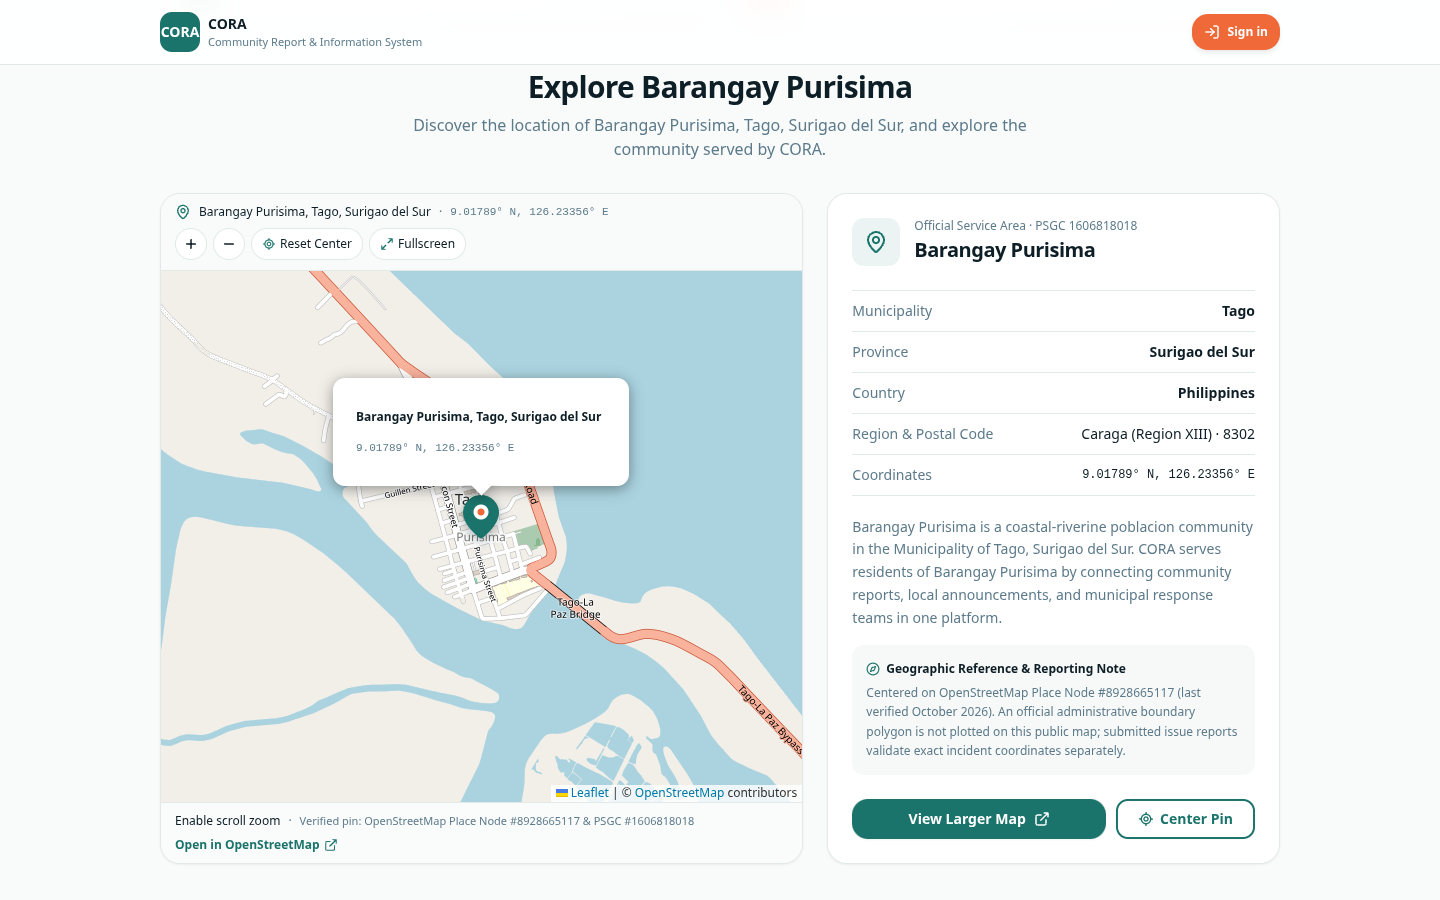 CORA
CORA
Community Report & Information System
Sign in
Explore Barangay Purisima
Discover the location of Barangay Purisima, Tago, Surigao del Sur, and explore the
community served by CORA.
Barangay Purisima, Tago, Surigao del Sur · 9.01789° N, 126.23356° E
+
−
Reset Center
Fullscreen
Barangay Purisima, Tago, Surigao del Sur
9.01789° N, 126.23356° E
Guillen
Purisima
Purisima Street
Tago-La
Paz Bridge
Tago-La Paz Bypass
Leaflet | © OpenStreetMap contributors
Enable scroll zoom · Verified pin: OpenStreetMap Place Node #8928665117 & PSGC #1606818018
Open in OpenStreetMap
Official Service Area · PSGC 1606818018
Barangay Purisima
Municipality Tago
Province Surigao del Sur
Country Philippines
Region & Postal Code Caraga (Region XIII) · 8302
Coordinates 9.01789° N, 126.23356° E
Barangay Purisima is a coastal-riverine poblacion community
in the Municipality of Tago, Surigao del Sur. CORA serves
residents of Barangay Purisima by connecting community
reports, local announcements, and municipal response
teams in one platform.
Geographic Reference & Reporting Note
Centered on OpenStreetMap Place Node #8928665117 (last
verified October 2026). An official administrative boundary
polygon is not plotted on this public map; submitted issue reports
validate exact incident coordinates separately.
View Larger Map
Center Pin